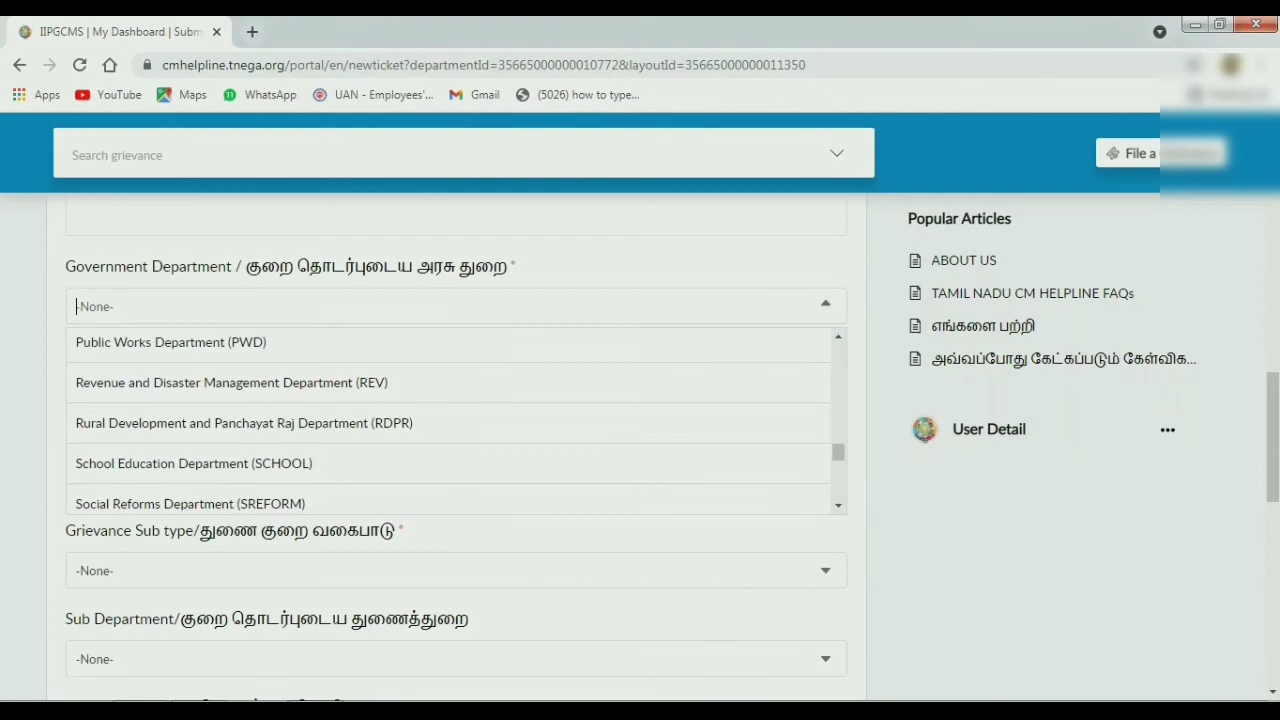 IIPGCMS | My Dashboard | Subm
cmhelpline.tnega.org/portal/en/newticket?departmentId=35665000000010772&layoutId=35665000000011350
Apps YouTube Maps WhatsApp UAN - Employees'... Gmail (5026) how to type...
Search grievance
File a
Popular Articles
Government Department / குறை தொடர்புடைய அரசு துறை *
ABOUT US
-None-
TAMIL NADU CM HELPLINE FAQs
எங்களை பற்றி
Public Works Department (PWD)
அவ்வப்போது கேட்கப்படும் கேள்விக...
Revenue and Disaster Management Department (REV)
Rural Development and Panchayat Raj Department (RDPR)
User Detail
School Education Department (SCHOOL)
Social Reforms Department (SREFORM)
Grievance Sub type/துணை குறை வகைபாடு *
-None-
Sub Department/குறை தொடர்புடைய துணைத்துறை
-None-